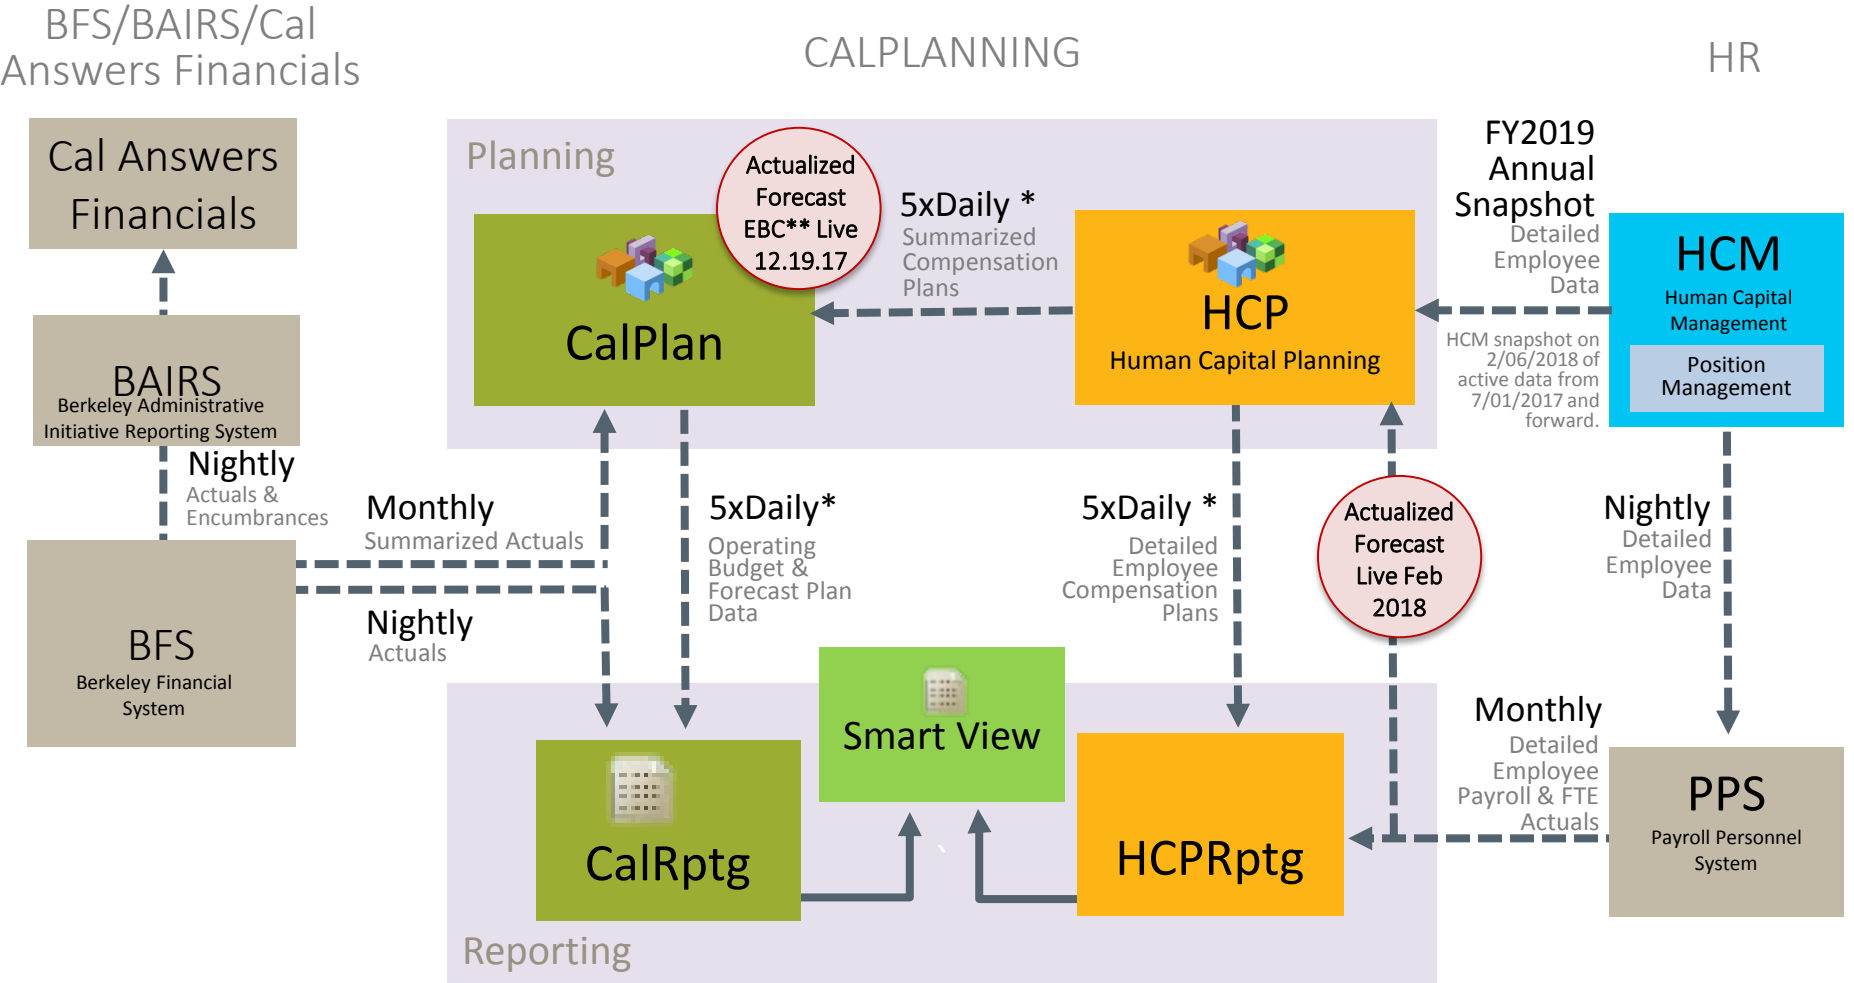 BFS/BAIRS/Cal
Answers Financials
CALPLANNING
HR
Cal Answers
Financials
BAIRS
Berkeley Administrative
Initiative Reporting System
Nightly
Actuals &
Encumbrances
BFS
Berkeley Financial
System
Monthly
Summarized Actuals
Nightly
Actuals
Planning
Actualized
Forecast
EBC** Live
12.19.17
CalPlan
5xDaily *
Summarized
Compensation
Plans
HCP
Human Capital Planning
FY2019
Annual
Snapshot
Detailed
Employee
Data
HCM snapshot on
2/06/2018 of
active data from
7/01/2017 and
forward.
HCM
Human Capital
Management
Position
Management
5xDaily*
Operating
Budget &
Forecast Plan
Data
5xDaily *
Detailed
Employee
Compensation
Plans
Actualized
Forecast
Live Feb
2018
Nightly
Detailed
Employee
Data
Smart View
CalRptg
HCPRptg
Monthly
Detailed
Employee
Payroll & FTE
Actuals
PPS
Payroll Personnel
System
Reporting